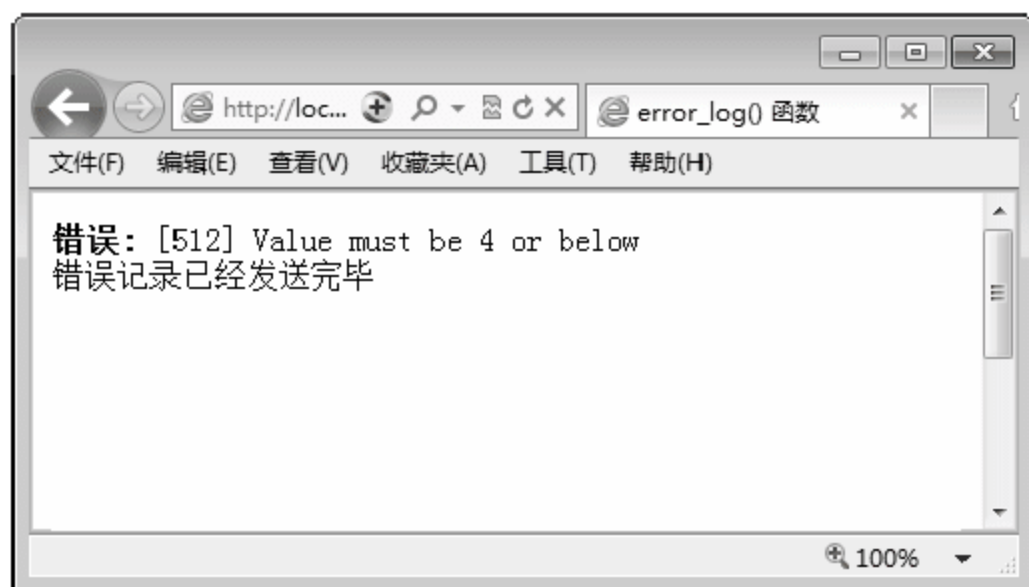 http://loc...
error_log() 函数
文件(F) 编辑(E) 查看(V) 收藏夹(A) 工具(T) 帮助(H)
错误: [512] Value must be 4 or below
错误记录已经发送完毕
100%